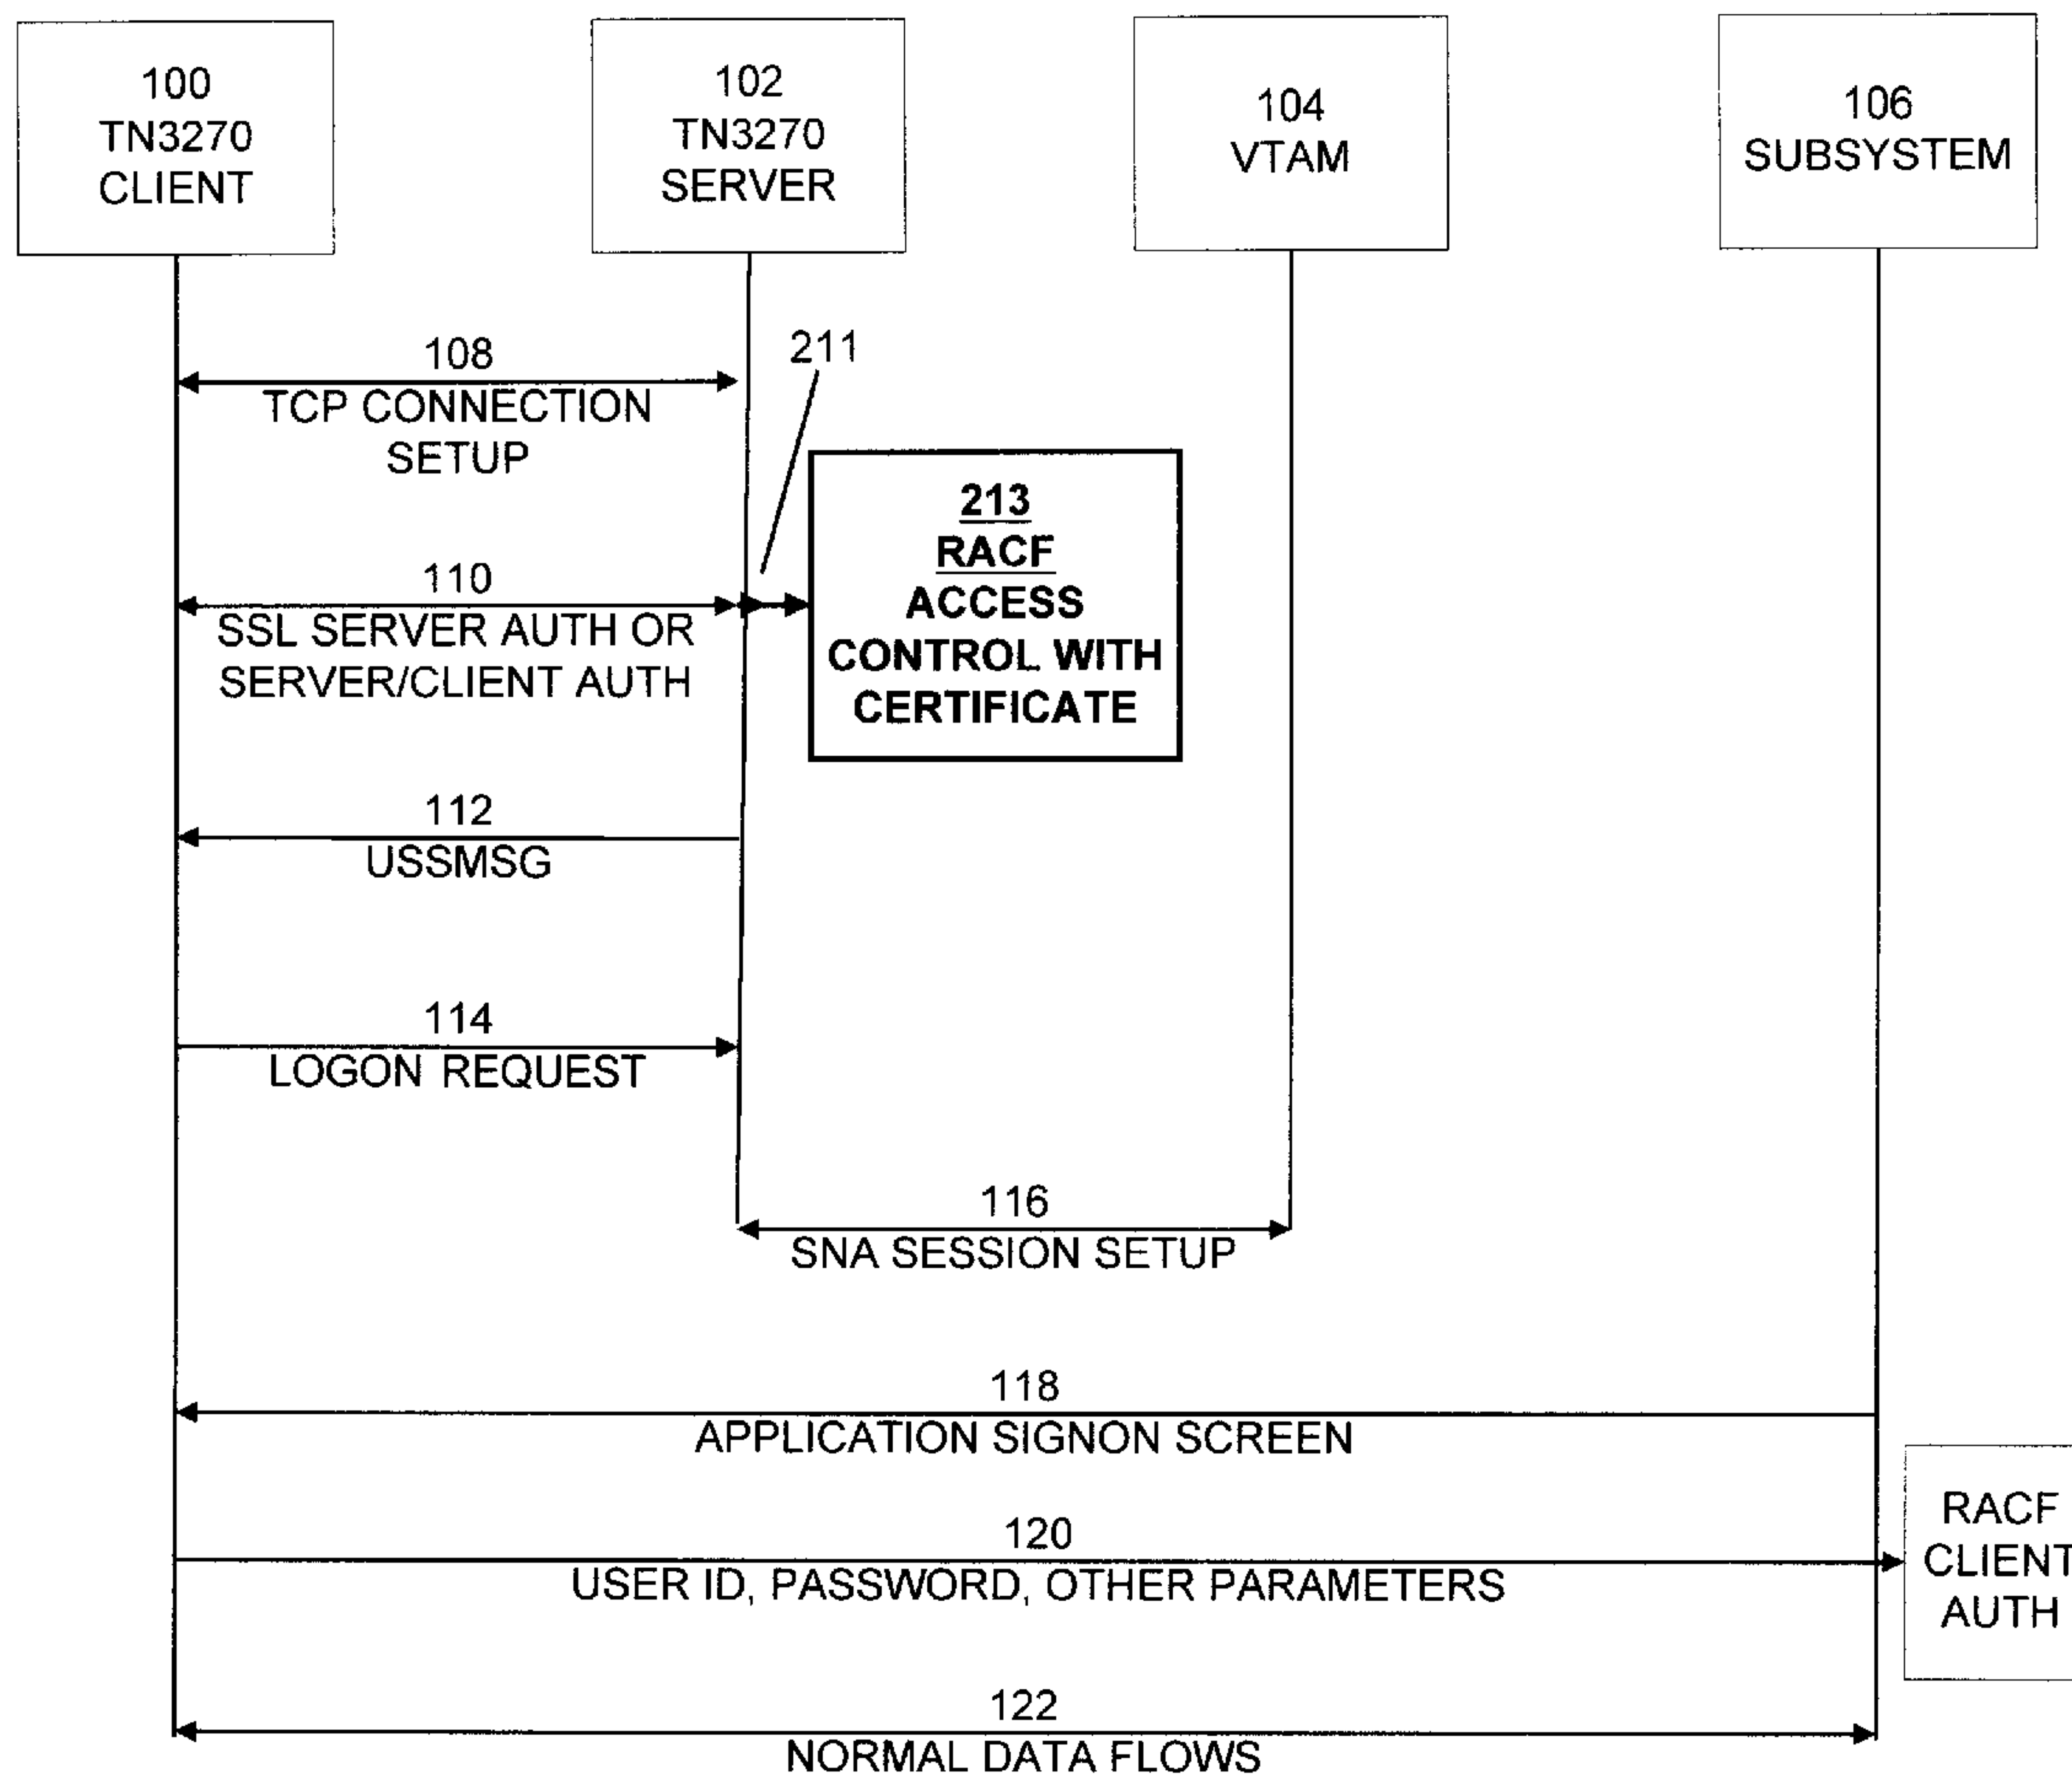 100
TN3270
CLIENT
102
TN3270
SERVER
104
VTAM
106
SUBSYSTEM
108
TCP CONNECTION
SETUP
211
213
RACF
ACCESS
CONTROL WITH
CERTIFICATE
110
SSL SERVER AUTH OR
SERVER/CLIENT AUTH
112
USSMSG
114
LOGON REQUEST
116
SNA SESSION SETUP
118
APPLICATION SIGNON SCREEN
120
USER ID, PASSWORD, OTHER PARAMETERS
RACF
CLIENT
AUTH
122
NORMAL DATA FLOWS